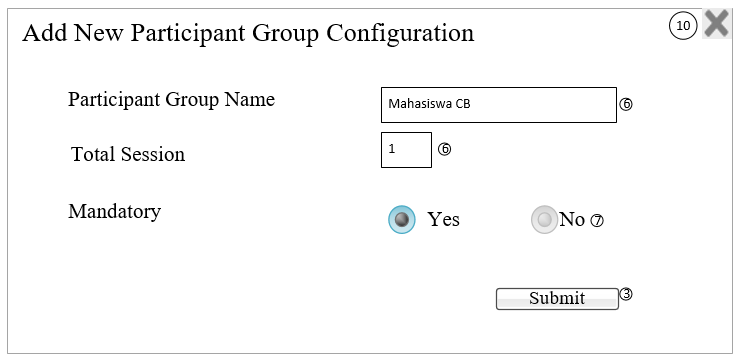 Add New Participant Group Configuration 10
Participant Group Name Mahasiswa CB ⑥
Total Session 1 ⑥
Mandatory Yes No ⑦
Submit ③